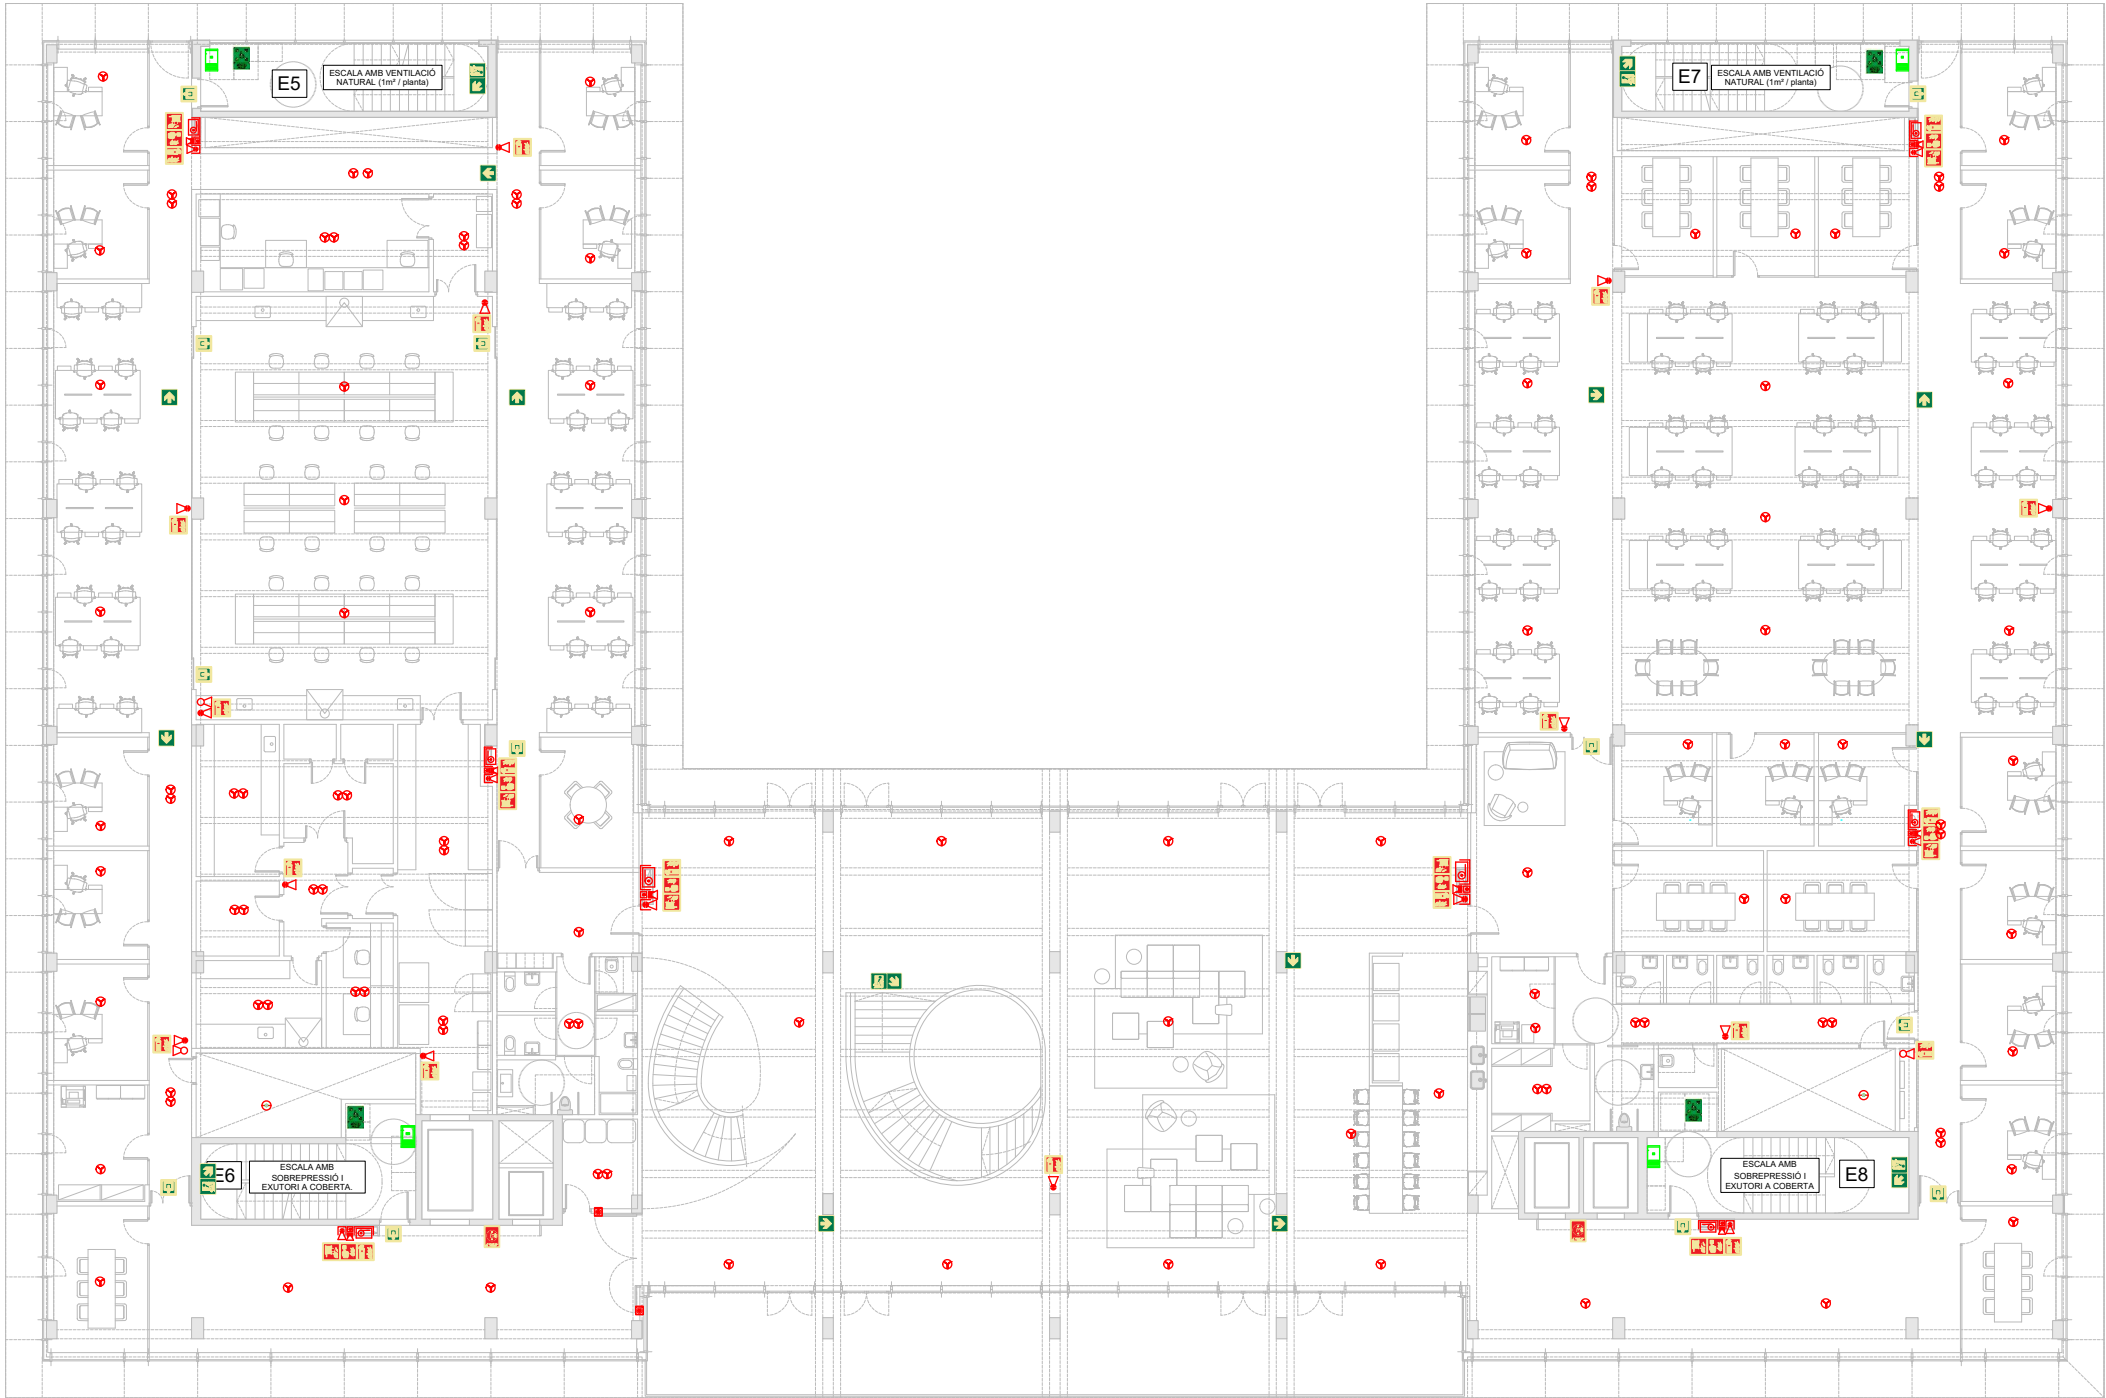 E5
ESCALA AMB VENTILACIÓ
NATURAL (1m² / planta)
E7
ESCALA AMB VENTILACIÓ
NATURAL (1m² / planta)
E6
ESCALA AMB
SOBREPRESSIÓ I
EXUTORI A COBERTA.
ESCALA AMB
SOBREPRESSIÓ I
EXUTORI A COBERTA
E8